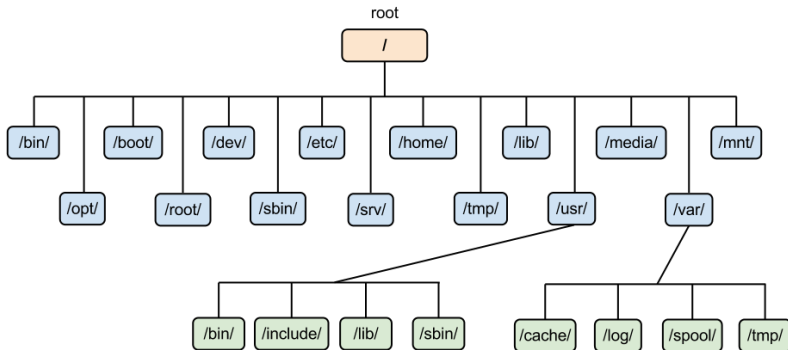 root
/
/bin/ /boot/ /dev/ /etc/ /home/ /lib/ /media/ /mnt/
/opt/ /root/ /sbin/ /srv/ /tmp/ /usr/ /var/
/bin/ /include/ /lib/ /sbin/ /cache/ /log/ /spool/ /tmp/